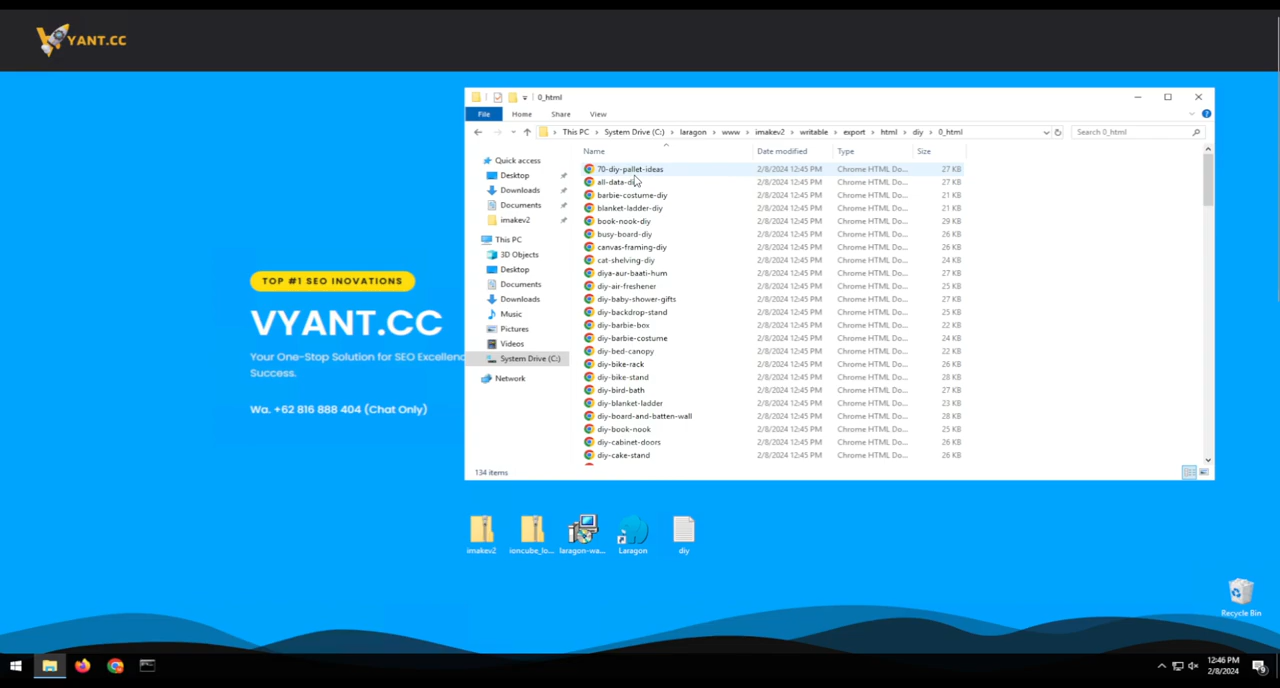 YANT.CC
0_html
File Home Share View
This PC System Drive (C:) laragon www imakev2 writable export html diy 0_html
Search 0_html
Name Date modified Type Size
Quick access
Desktop
Downloads
Documents
imakev2
This PC
3D Objects
Desktop
Documents
Downloads
Music
Pictures
Videos
System Drive (C:)
Network
70-diy-pallet-ideas 2/8/2024 12:45 PM Chrome HTML Do... 27 KB
all-data-di 2/8/2024 12:45 PM Chrome HTML Do... 27 KB
barbie-costume-diy 2/8/2024 12:45 PM Chrome HTML Do... 21 KB
blanket-ladder-diy 2/8/2024 12:45 PM Chrome HTML Do... 21 KB
book-nook-diy 2/8/2024 12:45 PM Chrome HTML Do... 29 KB
busy-board-diy 2/8/2024 12:45 PM Chrome HTML Do... 26 KB
canvas-framing-diy 2/8/2024 12:45 PM Chrome HTML Do... 26 KB
cat-shelving-diy 2/8/2024 12:45 PM Chrome HTML Do... 24 KB
diya-aur-baati-hum 2/8/2024 12:45 PM Chrome HTML Do... 27 KB
diy-air-freshener 2/8/2024 12:45 PM Chrome HTML Do... 25 KB
diy-baby-shower-gifts 2/8/2024 12:45 PM Chrome HTML Do... 27 KB
diy-backdrop-stand 2/8/2024 12:45 PM Chrome HTML Do... 25 KB
diy-barbie-box 2/8/2024 12:45 PM Chrome HTML Do... 22 KB
diy-barbie-costume 2/8/2024 12:45 PM Chrome HTML Do... 24 KB
diy-bed-canopy 2/8/2024 12:45 PM Chrome HTML Do... 22 KB
diy-bike-rack 2/8/2024 12:45 PM Chrome HTML Do... 26 KB
diy-bike-stand 2/8/2024 12:45 PM Chrome HTML Do... 28 KB
diy-bird-bath 2/8/2024 12:45 PM Chrome HTML Do... 27 KB
diy-blanket-ladder 2/8/2024 12:45 PM Chrome HTML Do... 23 KB
diy-board-and-batten-wall 2/8/2024 12:45 PM Chrome HTML Do... 28 KB
diy-book-nook 2/8/2024 12:45 PM Chrome HTML Do... 25 KB
diy-cabinet-doors 2/8/2024 12:45 PM Chrome HTML Do... 26 KB
diy-cake-stand 2/8/2024 12:45 PM Chrome HTML Do... 26 KB
134 items
TOP #1 SEO INOVATIONS
VYANT.CC
Your One-Stop Solution for SEO Excellenc
Success.
Wa. +62 816 888 404 (Chat Only)
imakev2
ioncube_lo...
laragon-wa...
Laragon
diy
Recycle Bin
12:46 PM
2/8/2024